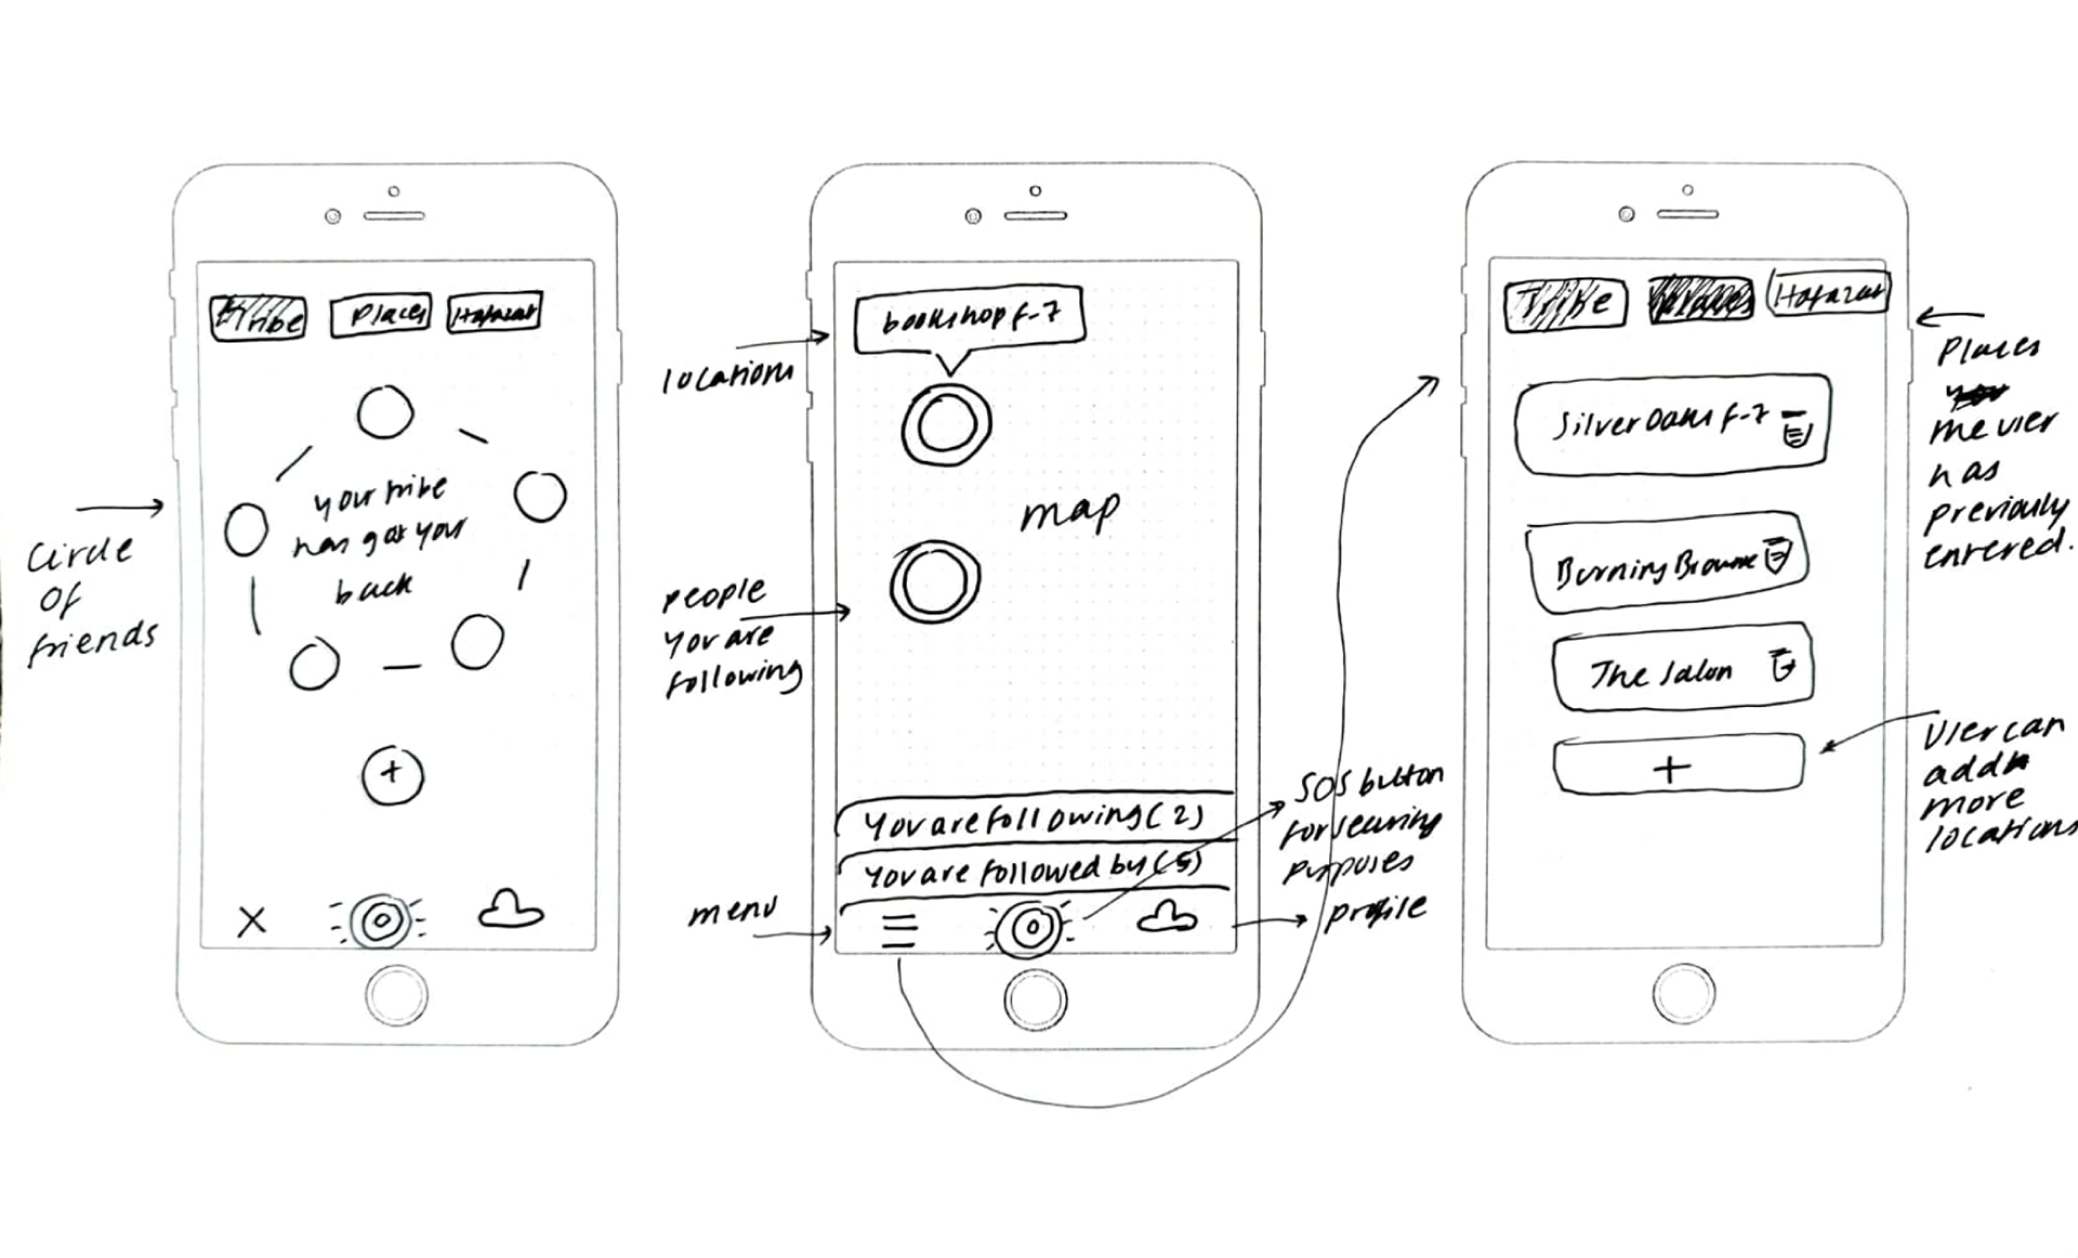 Tribe
Places
Hafazat
your tribe
has got your
back
+
X
Circle
Of
friends
bookshop f-7
map
You are following (2)
You are followed by (5)
locations
people
you are
following
menu
SOS button
for securing
purposes
profile
Tribe
Places
Hafazat
Silver Oaks f-7
Burning Brownie
The Salon
+
Places
the user
has
previously
entered.
User can
add
more
locations